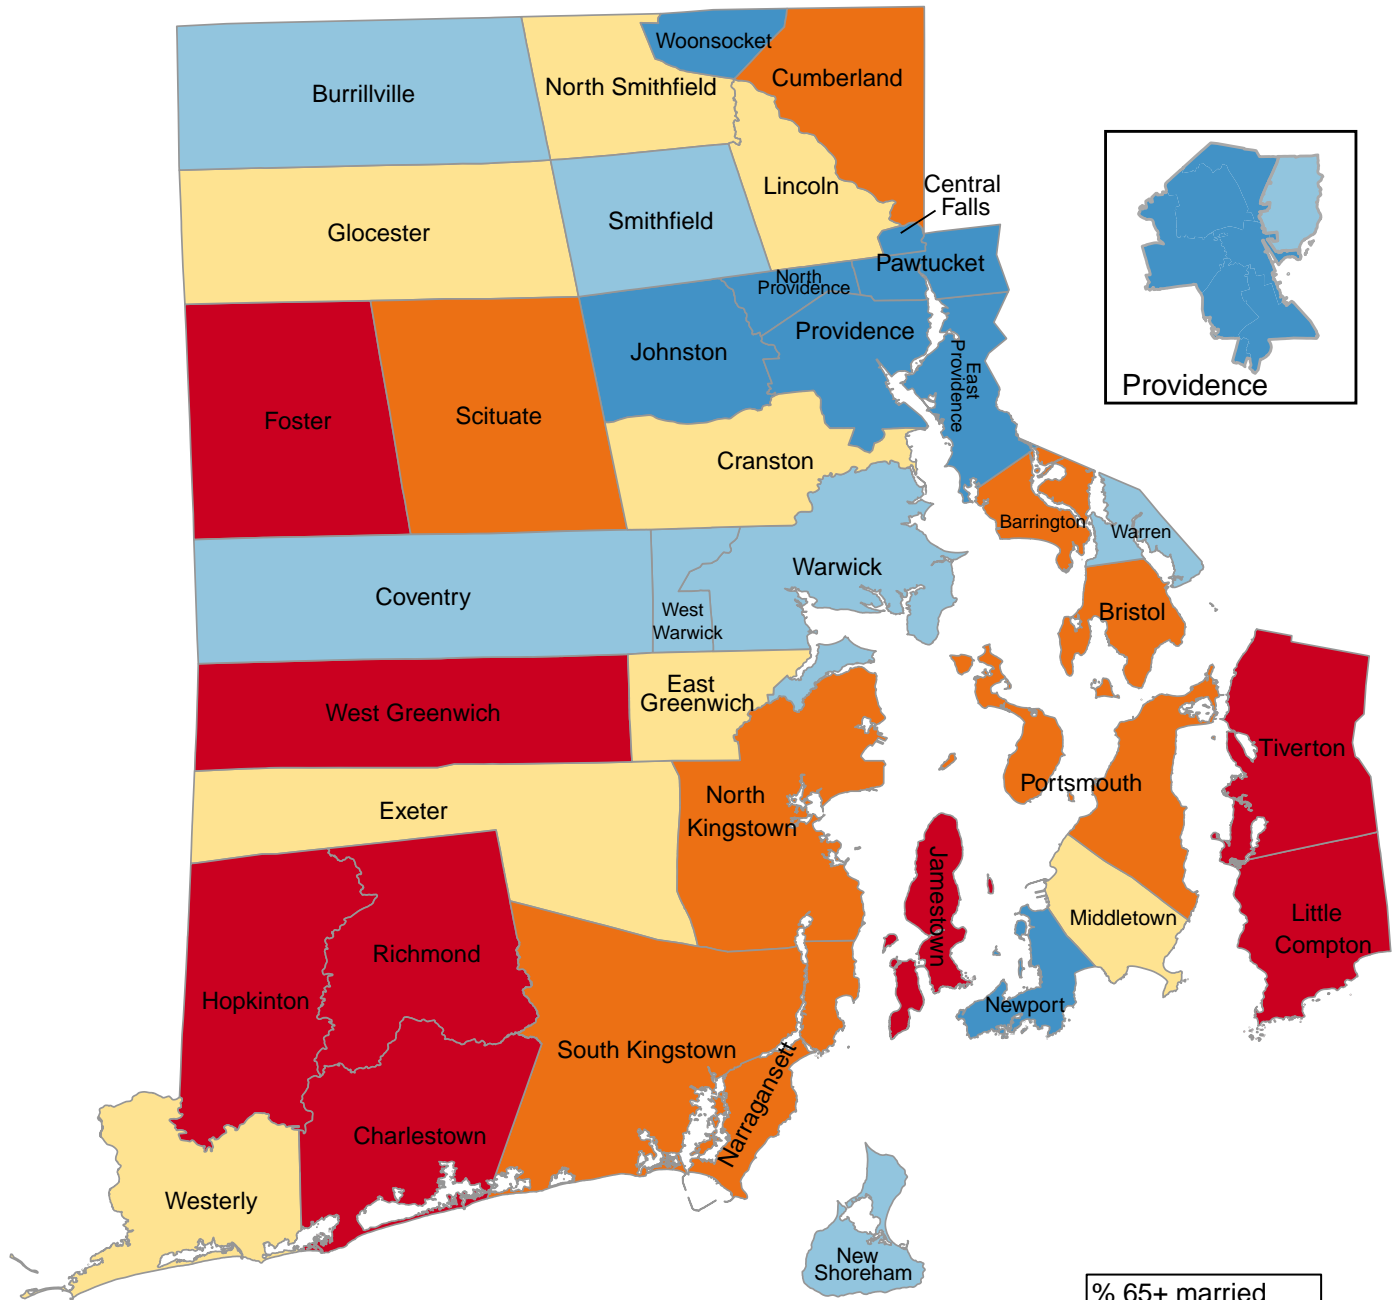 Woonsocket
Cumberland
North Smithfield
Burrillville
Central
Falls
Lincoln
Smithfield
Glocester
Pawtucket
North
Providence
Providence
Johnston
East
Providence
Providence
Foster
Scituate
Cranston
Barrington
Warren
Warwick
Coventry
West
Warwick
Bristol
East
Greenwich
West Greenwich
Tiverton
Portsmouth
North
Kingstown
Exeter
Jamestown
Middletown
Little
Compton
Richmond
Hopkinton
Newport
South Kingstown
Narragansett
Charlestown
Westerly
New
Shoreham
% 65+ married